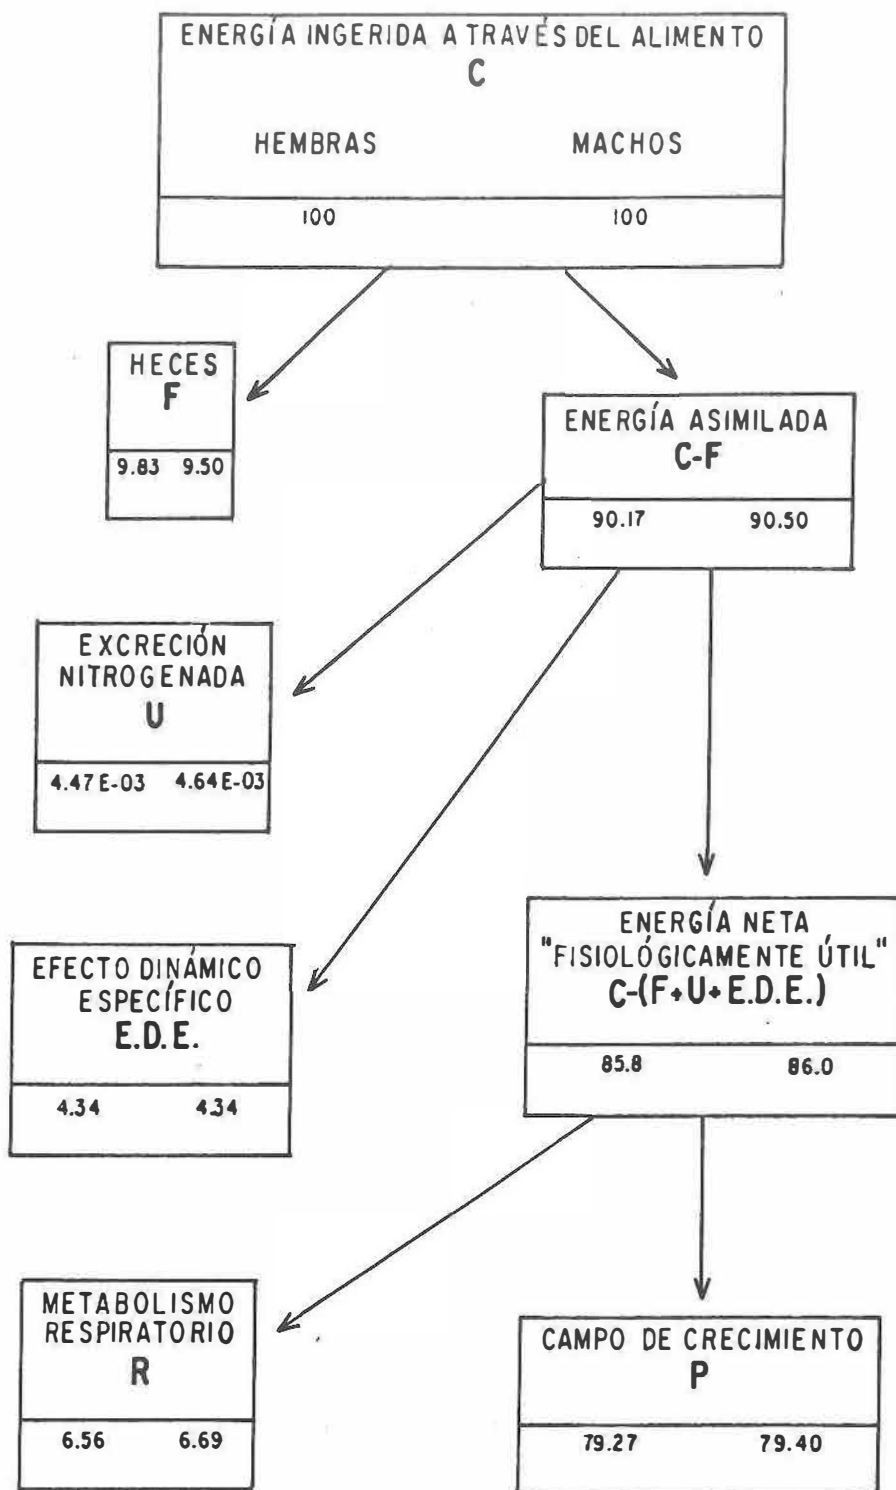 ENERGÍA INGERIDA A TRAVÉS DEL ALIMENTO
C
HEMBRAS MACHOS
100 100
HECES
F
9.83 9.50
ENERGÍA ASIMILADA
C-F
90.17 90.50
EXCRECIÓN
NITROGENADA
U
4.47E-03 4.64E-03
EFECTO DINÁMICO
ESPECÍFICO
E.D.E.
4.34 4.34
ENERGÍA NETA
"FISIOLÓGICAMENTE ÚTIL"
C-(F+U+E.D.E.)
85.8 86.0
METABOLISMO
RESPIRATORIO
R
6.56 6.69
CAMPO DE CRECIMIENTO
P
79.27 79.40